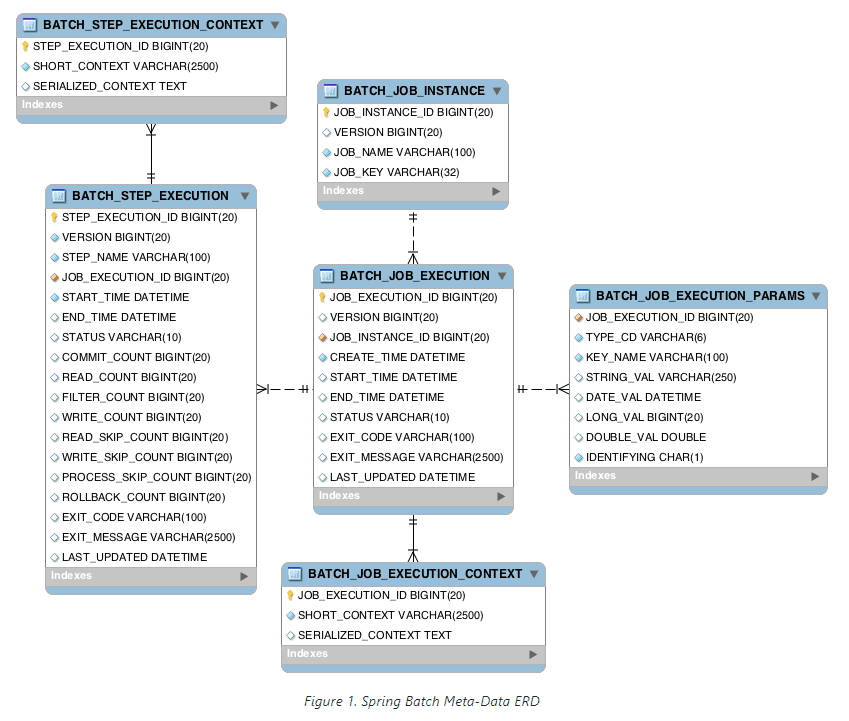 BATCH_STEP_EXECUTION_CONTEXT
STEP_EXECUTION_ID BIGINT(20)
SHORT_CONTEXT VARCHAR(2500)
SERIALIZED_CONTEXT TEXT
Indexes
BATCH_JOB_INSTANCE
JOB_INSTANCE_ID BIGINT(20)
VERSION BIGINT(20)
JOB_NAME VARCHAR(100)
JOB_KEY VARCHAR(32)
Indexes
BATCH_STEP_EXECUTION
STEP_EXECUTION_ID BIGINT(20)
VERSION BIGINT(20)
STEP_NAME VARCHAR(100)
JOB_EXECUTION_ID BIGINT(20)
START_TIME DATETIME
END_TIME DATETIME
STATUS VARCHAR(10)
COMMIT_COUNT BIGINT(20)
READ_COUNT BIGINT(20)
FILTER_COUNT BIGINT(20)
WRITE_COUNT BIGINT(20)
READ_SKIP_COUNT BIGINT(20)
WRITE_SKIP_COUNT BIGINT(20)
PROCESS_SKIP_COUNT BIGINT(20)
ROLLBACK_COUNT BIGINT(20)
EXIT_CODE VARCHAR(100)
EXIT_MESSAGE VARCHAR(2500)
LAST_UPDATED DATETIME
Indexes
BATCH_JOB_EXECUTION
JOB_EXECUTION_ID BIGINT(20)
VERSION BIGINT(20)
JOB_INSTANCE_ID BIGINT(20)
CREATE_TIME DATETIME
START_TIME DATETIME
END_TIME DATETIME
STATUS VARCHAR(10)
EXIT_CODE VARCHAR(100)
EXIT_MESSAGE VARCHAR(2500)
LAST_UPDATED DATETIME
Indexes
BATCH_JOB_EXECUTION_PARAMS
JOB_EXECUTION_ID BIGINT(20)
TYPE_CD VARCHAR(6)
KEY_NAME VARCHAR(100)
STRING_VAL VARCHAR(250)
DATE_VAL DATETIME
LONG_VAL BIGINT(20)
DOUBLE_VAL DOUBLE
IDENTIFYING CHAR(1)
Indexes
BATCH_JOB_EXECUTION_CONTEXT
JOB_EXECUTION_ID BIGINT(20)
SHORT_CONTEXT VARCHAR(2500)
SERIALIZED_CONTEXT TEXT
Indexes
Figure 1. Spring Batch Meta-Data ERD